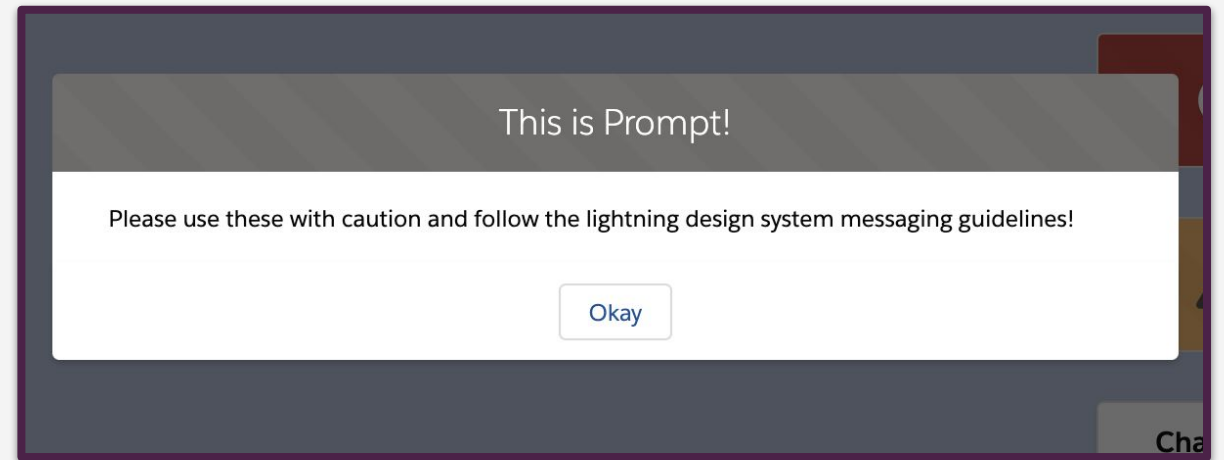 This is Prompt!
Please use these with caution and follow the lightning design system messaging guidelines!
Okay
Cha